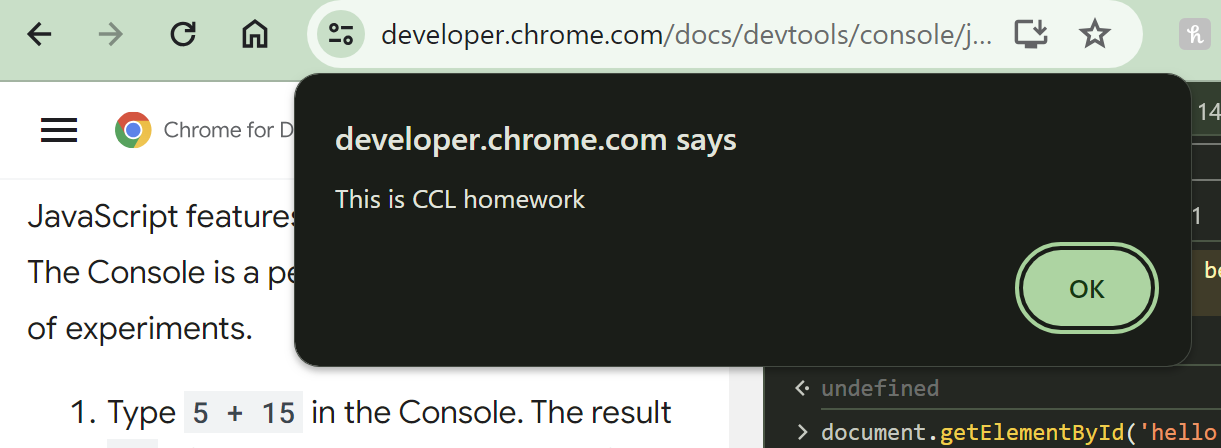 developer.chrome.com/docs/devtools/console/j...
Chrome for D
developer.chrome.com says
This is CCL homework
OK
14
1
JavaScript features
The Console is a pe
of experiments.
be
1. Type 5 + 15 in the Console. The result
undefined
document.getElementById('hello